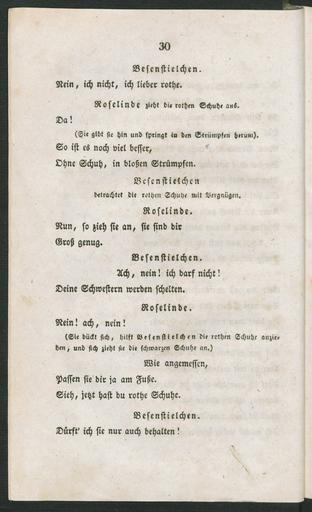 30
Besenstielchen.
Nein, ich nicht, ich lieber rothe.
Roselinde zieht die rothen Schuhe aus.
Da!
(Sie gibt sie hin und springt in den Strümpfen herum).
So ist es noch viel besser,
Ohne Schuh, in bloßen Strümpfen.
Besenstielchen
betrachtet die rothen Schuhe mit Vergnügen.
Roselinde.
Nun, so zieh sie an, sie sind dir
Groß genug.
Besenstielchen.
Ach, nein! ich darf nicht!
Deine Schwestern werden schelten.
Roselinde.
Nein! ach, nein!
(Sie bückt sich, hilft Besenstielchen die rothen Schuhe anzie-
hen, und sich zieht sie die schwarzen Schuhe an.)
Wie angemessen,
Passen sie dir ja am Fuße.
Sieh, jetzt hast du rothe Schuhe.
Besenstielchen.
Dürft' ich sie nur auch behalten!